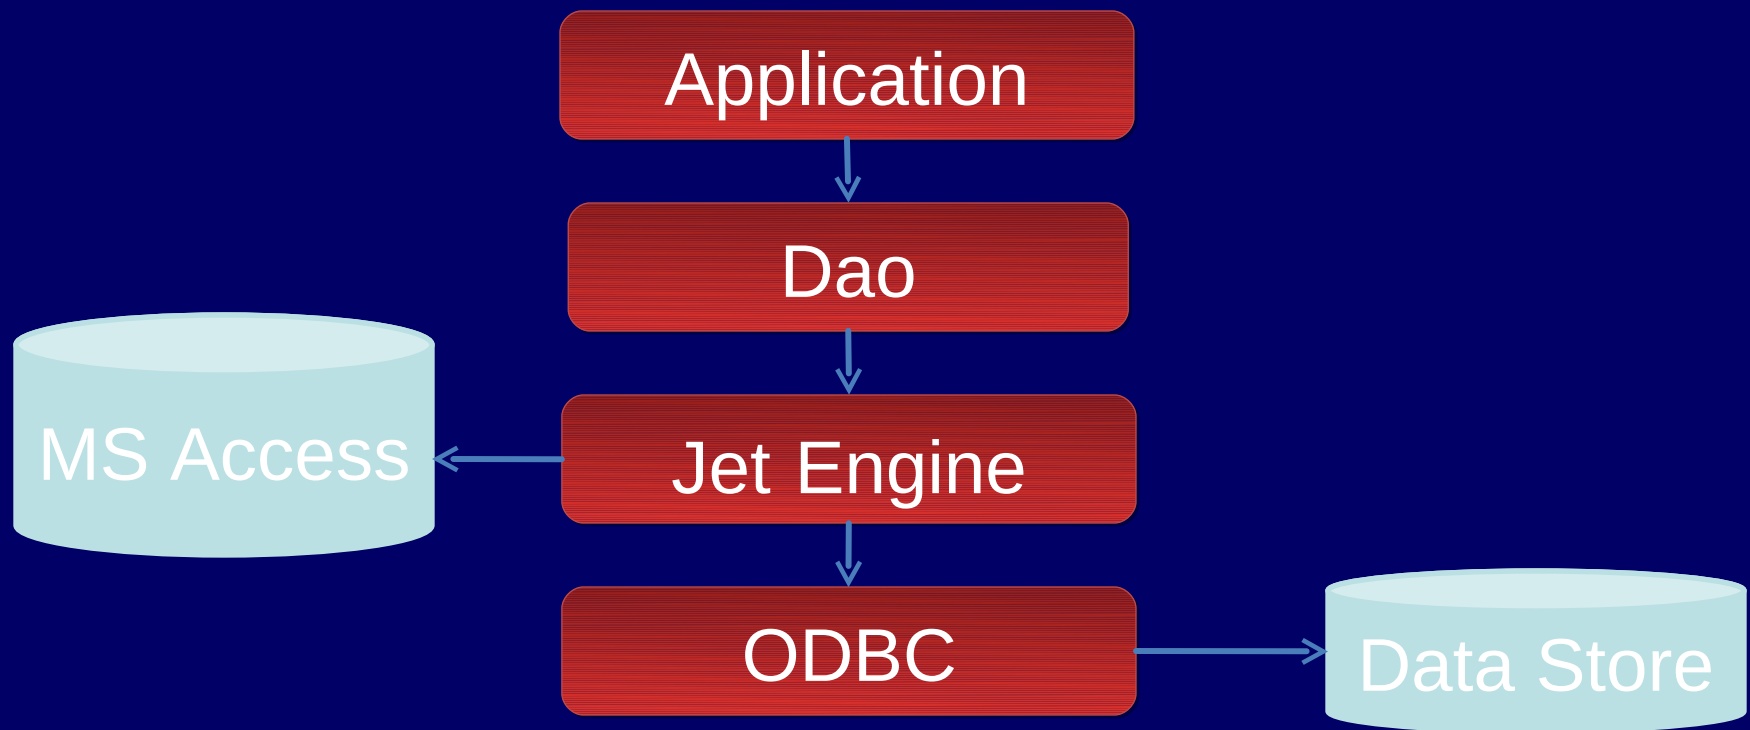 Application
Dao
MS Access
Jet Engine
ODBC
Data Store